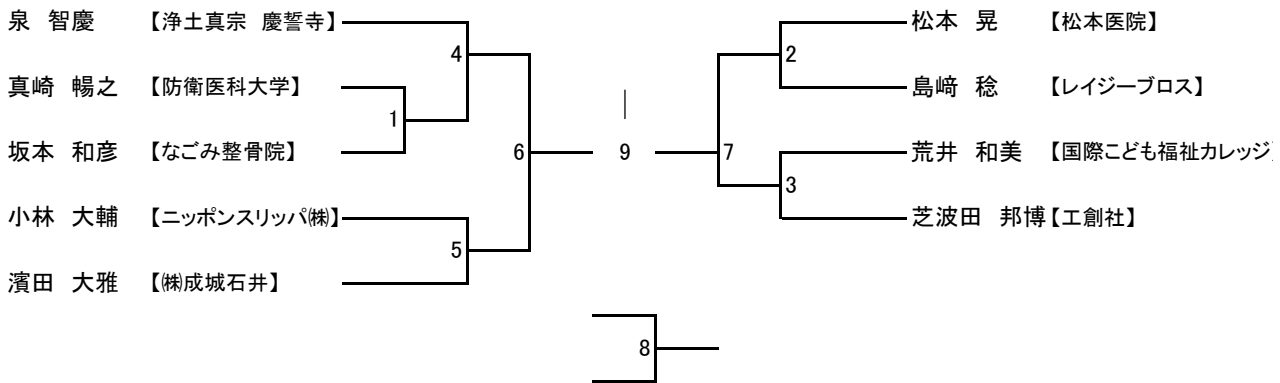 泉 智慶 【浄土真宗 慶誓寺】
真崎 暢之 【防衛医科大学】
坂本 和彦 【なごみ整骨院】
小林 大輔 【ニッポンスリッパ㈱】
濱田 大雅 【㈱成城石井】
4
1
5
6
9
7
2
3
松本 晃 【松本医院】
島﨑 稔 【レイジーブロス】
荒井 和美 【国際こども福祉カレッジ】
芝波田 邦博【工創社】
8